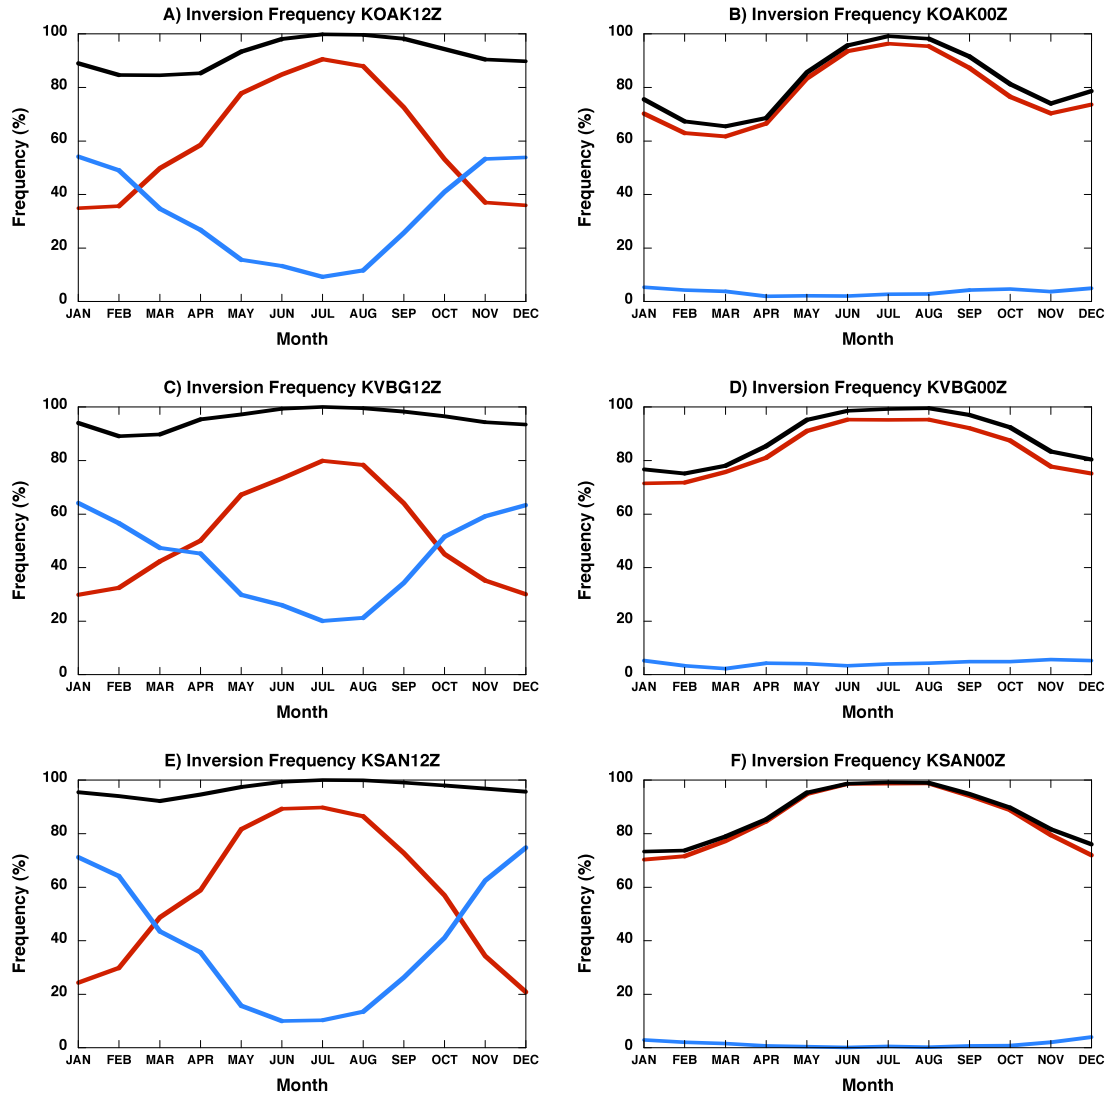 A) Inversion Frequency KOAK12Z
Frequency (%)
100
80
60
40
20
0
JAN FEB MAR APR MAY JUN JUL AUG SEP OCT NOV DEC
Month
B) Inversion Frequency KOAK00Z
Frequency (%)
100
80
60
40
20
0
JAN FEB MAR APR MAY JUN JUL AUG SEP OCT NOV DEC
Month
C) Inversion Frequency KVBG12Z
Frequency (%)
100
80
60
40
20
0
JAN FEB MAR APR MAY JUN JUL AUG SEP OCT NOV DEC
Month
D) Inversion Frequency KVBG00Z
Frequency (%)
100
80
60
40
20
0
JAN FEB MAR APR MAY JUN JUL AUG SEP OCT NOV DEC
Month
E) Inversion Frequency KSAN12Z
Frequency (%)
100
80
60
40
20
0
JAN FEB MAR APR MAY JUN JUL AUG SEP OCT NOV DEC
Month
F) Inversion Frequency KSAN00Z
Frequency (%)
100
80
60
40
20
0
JAN FEB MAR APR MAY JUN JUL AUG SEP OCT NOV DEC
Month